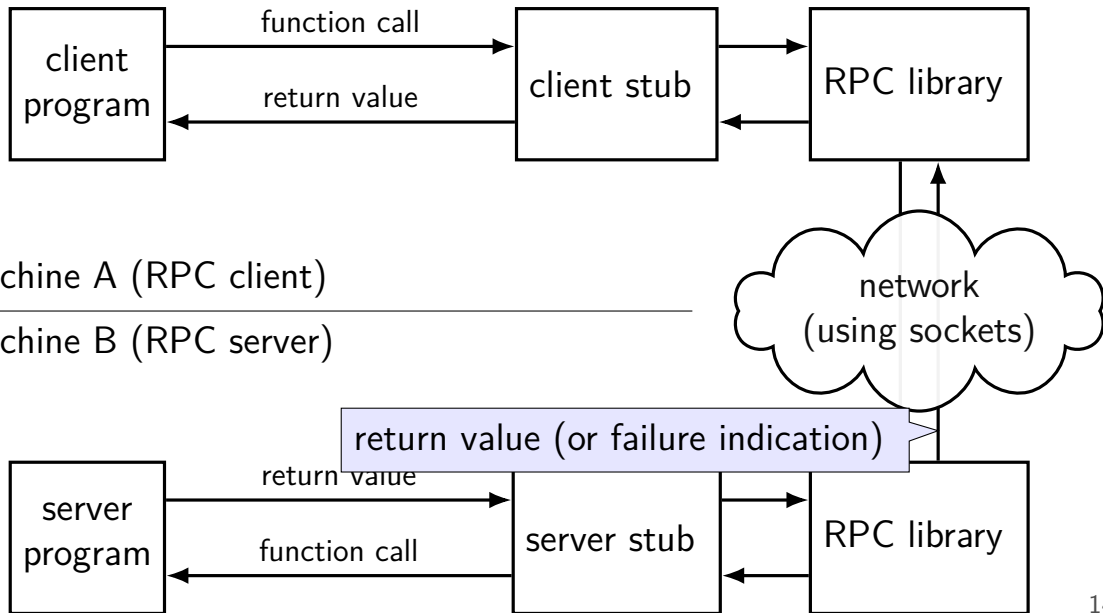 function call
client
program
return value
client stub
RPC library
chine A (RPC client)
chine B (RPC server)
network
(using sockets)
return value (or failure indication)
return value
server
program
function call
server stub
RPC library
1